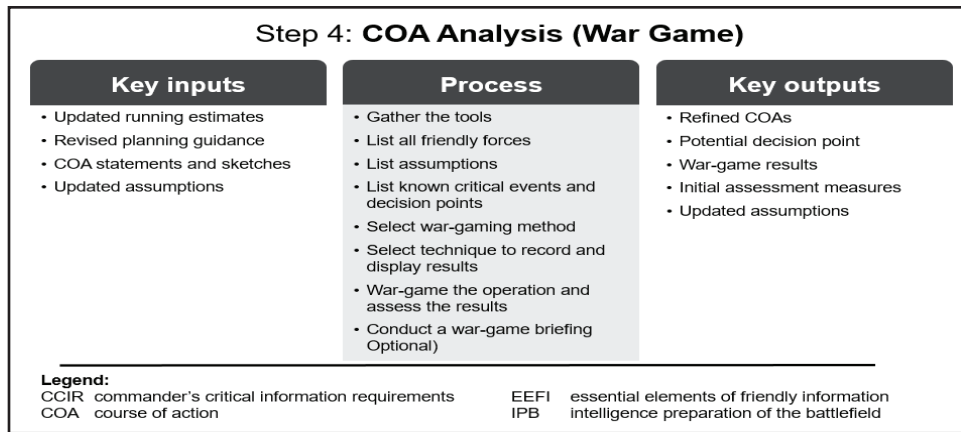 Step 4: COA Analysis (War Game)
Key inputs
• Updated running estimates
• Revised planning guidance
• COA statements and sketches
• Updated assumptions
Process
• Gather the tools
• List all friendly forces
• List assumptions
• List known critical events and
decision points
• Select war-gaming method
• Select technique to record and
display results
• War-game the operation and
assess the results
• Conduct a war-game briefing
Optional)
Key outputs
• Refined COAs
• Potential decision point
• War-game results
• Initial assessment measures
• Updated assumptions
Legend:
CCIR commander's critical information requirements
COA course of action
EEFI essential elements of friendly information
IPB intelligence preparation of the battlefield